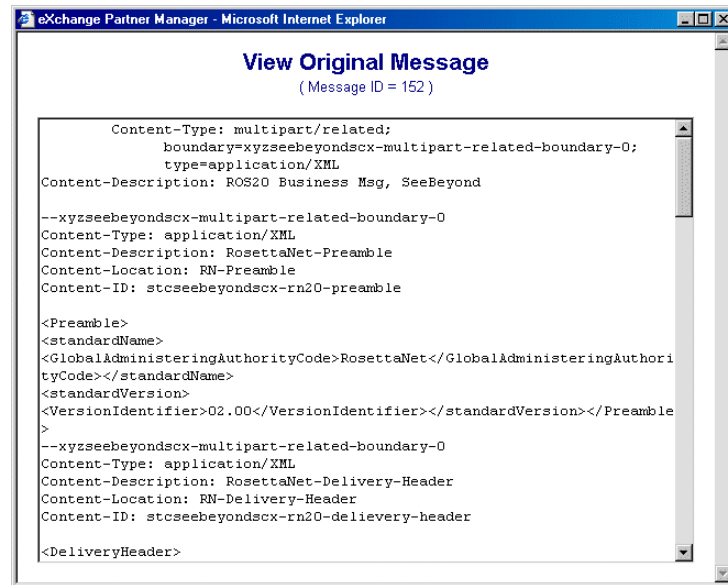 eXchange Partner Manager - Microsoft Internet Explorer
View Original Message
( Message ID = 152 )
Content-Type: multipart/related;
boundary=xyzseebeyondscx-multipart-related-boundary-0;
type=application/XML
Content-Description: ROS20 Business Msg, SeeBeyond
--xyzseebeyondscx-multipart-related-boundary-0
Content-Type: application/XML
Content-Description: RosettaNet-Preamble
Content-Location: RN-Preamble
Content-ID: stcseebeyondscx-rn20-preamble
<Preamble>
<standardName>
<GlobalAdministeringAuthorityCode>RosettaNet</GlobalAdministeringAuthori
tyCode></standardName>
<standardVersion>
<VersionIdentifier>02.00</VersionIdentifier></standardVersion></Preamble
>
--xyzseebeyondscx-multipart-related-boundary-0
Content-Type: application/XML
Content-Description: RosettaNet-Delivery-Header
Content-Location: RN-Delivery-Header
Content-ID: stcseebeyondscx-rn20-delievery-header
<DeliveryHeader>